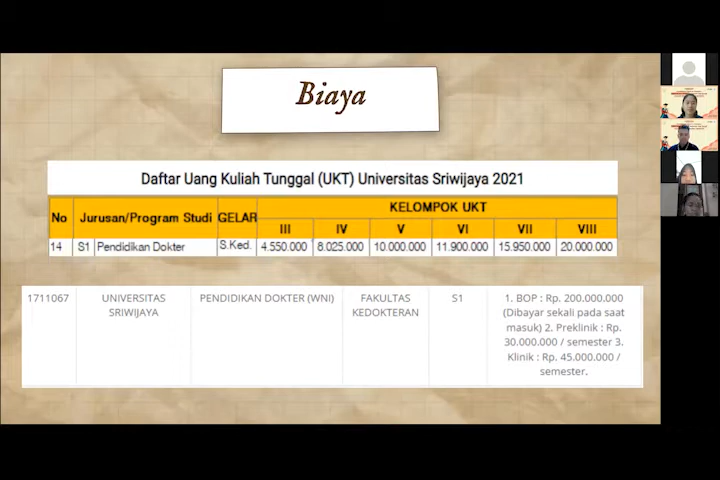 Biaya
Daftar Uang Kuliah Tunggal (UKT) Universitas Sriwijaya 2021
No Jurusan/Program Studi GELAR KELOMPOK UKT
III IV V VI VII VIII
14 S1 Pendidikan Dokter S.Ked. 4.550.000 8.025.000 10.000.000 11.900.000 15.950.000 20.000.000
1711067 UNIVERSITAS PENDIDIKAN DOKTER (WNI) FAKULTAS S1 1. BOP : Rp. 200.000.000
SRIWIJAYA KEDOKTERAN (Dibayar sekali pada saat
masuk) 2. Preklinik : Rp.
30.000.000 / semester 3.
Klinik : Rp. 45.000.000 /
semester.